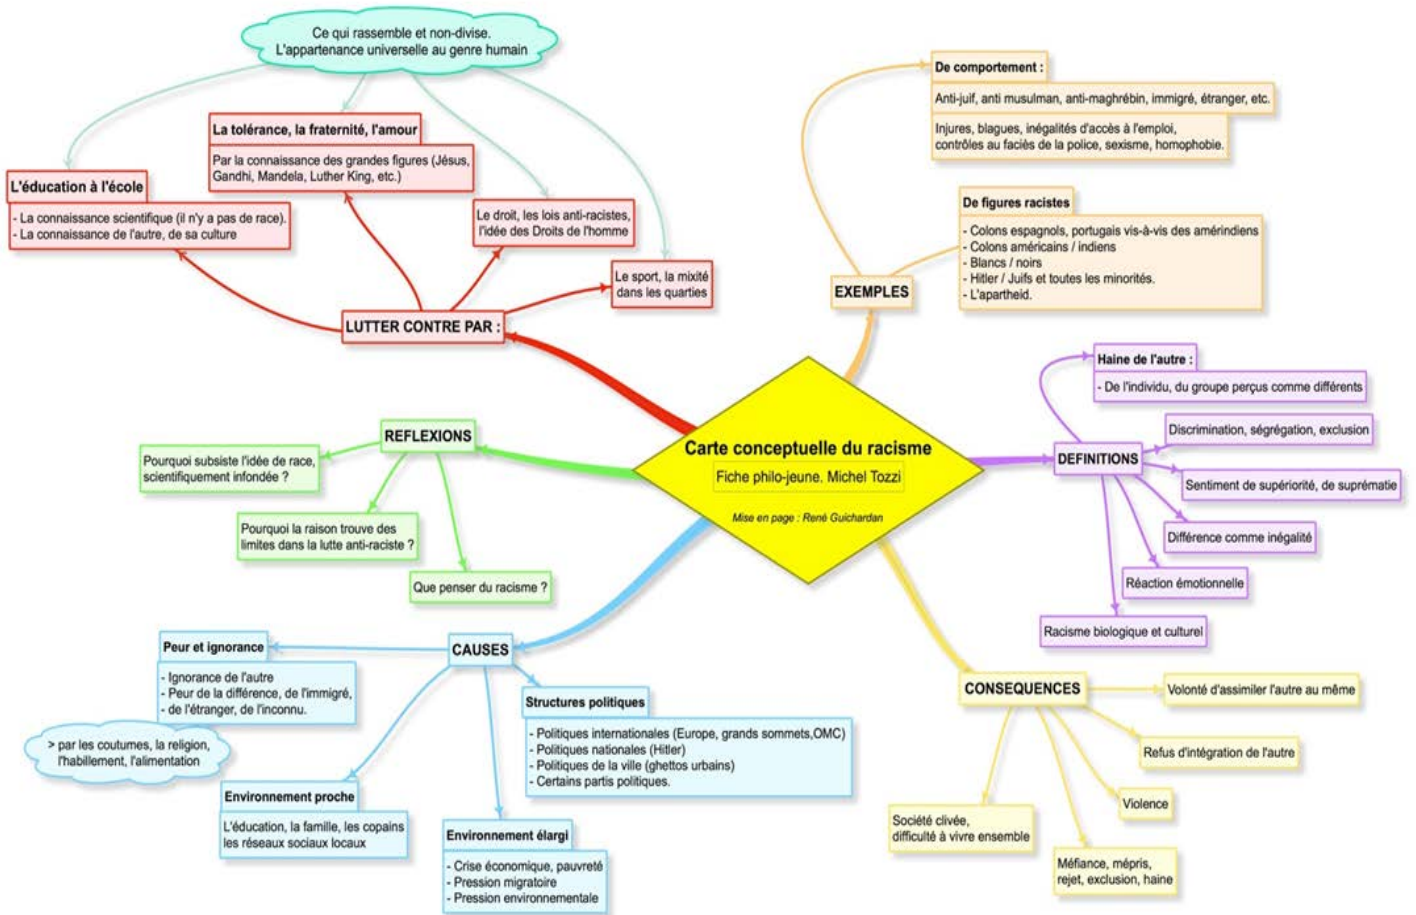 Ce qui rassemble et non-divise.
L'appartenance universelle au genre humain
La tolérance, la fraternité, l'amour
Par la connaissance des grandes figures (Jésus,
Gandhi, Mandela, Luther King, etc.)
L'éducation à l'école
- La connaissance scientifique (il n'y a pas de race).
- La connaissance de l'autre, de sa culture
Le droit, les lois anti-racistes,
l'idée des Droits de l'homme
Le sport, la mixité
dans les quarties
LUTTER CONTRE PAR :
De comportement :
Anti-juif, anti musulman, anti-maghrébin, immigré, étranger, etc.
Injures, blagues, inégalités d'accès à l'emploi,
contrôles au faciès de la police, sexisme, homophobie.
De figures racistes
- Colons espagnols, portugais vis-à-vis des amérindiens
- Colons américains / indiens
- Blancs / noirs
- Hitler / Juifs et toutes les minorités.
- L'apartheid.
EXEMPLES
Haine de l'autre :
- De l'individu, du groupe perçus comme différents
Discrimination, ségrégation, exclusion
DEFINITIONS
Sentiment de supériorité, de suprématie
Différence comme inégalité
Réaction émotionnelle
Racisme biologique et culturel
Carte conceptuelle du racisme
Fiche philo-jeune. Michel Tozzi
Mise en page : René Guichardan
REFLEXIONS
Pourquoi subsiste l'idée de race,
scientifiquement infondée ?
Pourquoi la raison trouve des
limites dans la lutte anti-raciste ?
Que penser du racisme ?
CAUSES
Peur et ignorance
- Ignorance de l'autre
- Peur de la différence, de l'immigré,
- de l'étranger, de l'inconnu.
> par les coutumes, la religion,
l'habillement, l'alimentation
Structures politiques
- Politiques internationales (Europe, grands sommets,OMC)
- Politiques nationales (Hitler)
- Politiques de la ville (ghettos urbains)
- Certains partis politiques.
Environnement proche
L'éducation, la famille, les copains
les réseaux sociaux locaux
Environnement élargi
- Crise économique, pauvreté
- Pression migratoire
- Pression environnementale
CONSEQUENCES
Volonté d'assimiler l'autre au même
Refus d'intégration de l'autre
Violence
Société clivée,
difficulté à vivre ensemble
Méfiance, mépris,
rejet, exclusion, haine